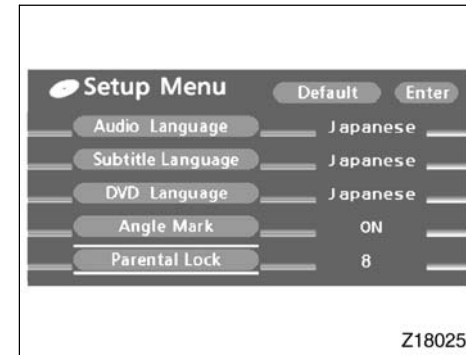 Setup Menu Default Enter
Audio Language Japanese
Subtitle Language Japanese
DVD Language Japanese
Angle Mark ON
Parental Lock 8
Z18025